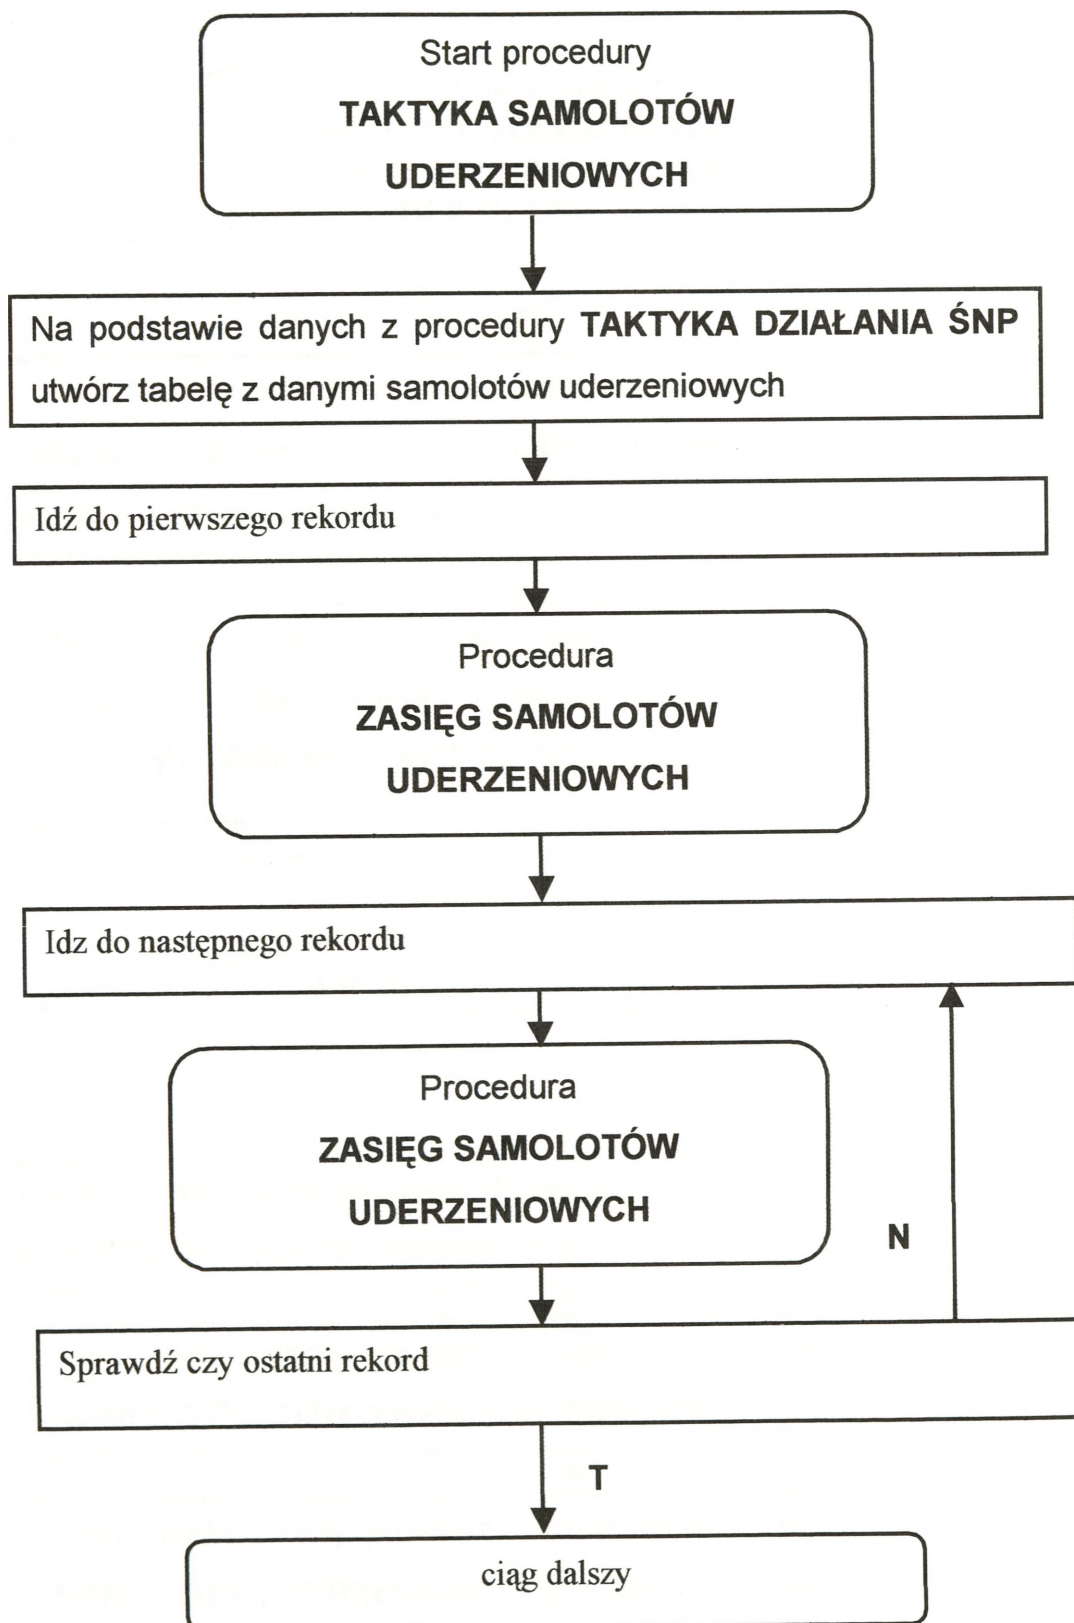 Start procedury
TAKTYKA SAMOLOTÓW
UDERZENIOWYCH
Na podstawie danych z procedury TAKTYKA DZIAŁANIA ŚNP
utwórz tabelę z danymi samolotów uderzeniowych
Idź do pierwszego rekordu
Procedura
ZASIĘG SAMOLOTÓW
UDERZENIOWYCH
Idz do następnego rekordu
Procedura
ZASIĘG SAMOLOTÓW
UDERZENIOWYCH
N
Sprawdź czy ostatni rekord
T
ciąg dalszy